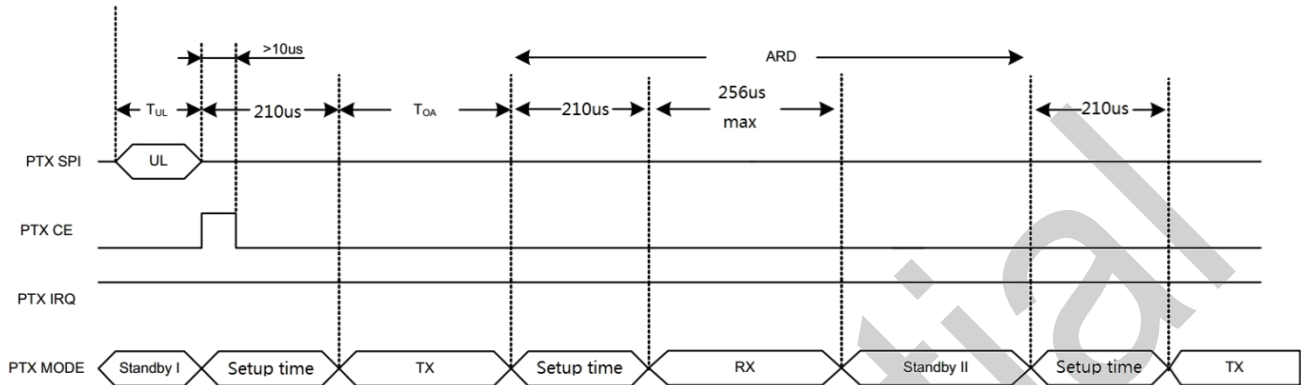 >10us
ARD
TUL
210us
TOA
210us
256us
max
210us
PTX SPI
UL
PTX CE
PTX IRQ
PTX MODE
Standby I
Setup time
TX
Setup time
RX
Standby II
Setup time
TX
tial